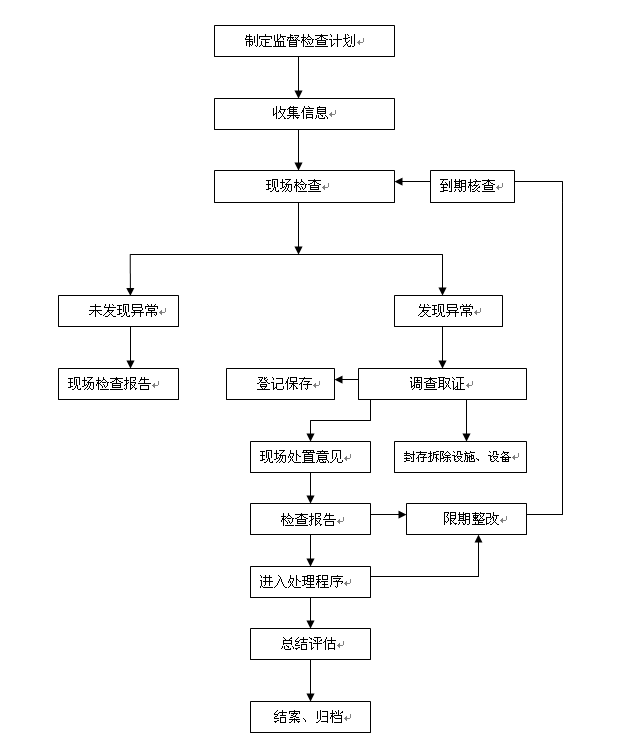 制定监督检查计划
收集信息
现场检查
到期核查
未发现异常
发现异常
现场检查报告
登记保存
调查取证
现场处置意见
封存拆除设施、设备
检查报告
限期整改
进入处理程序
总结评估
结案、归档